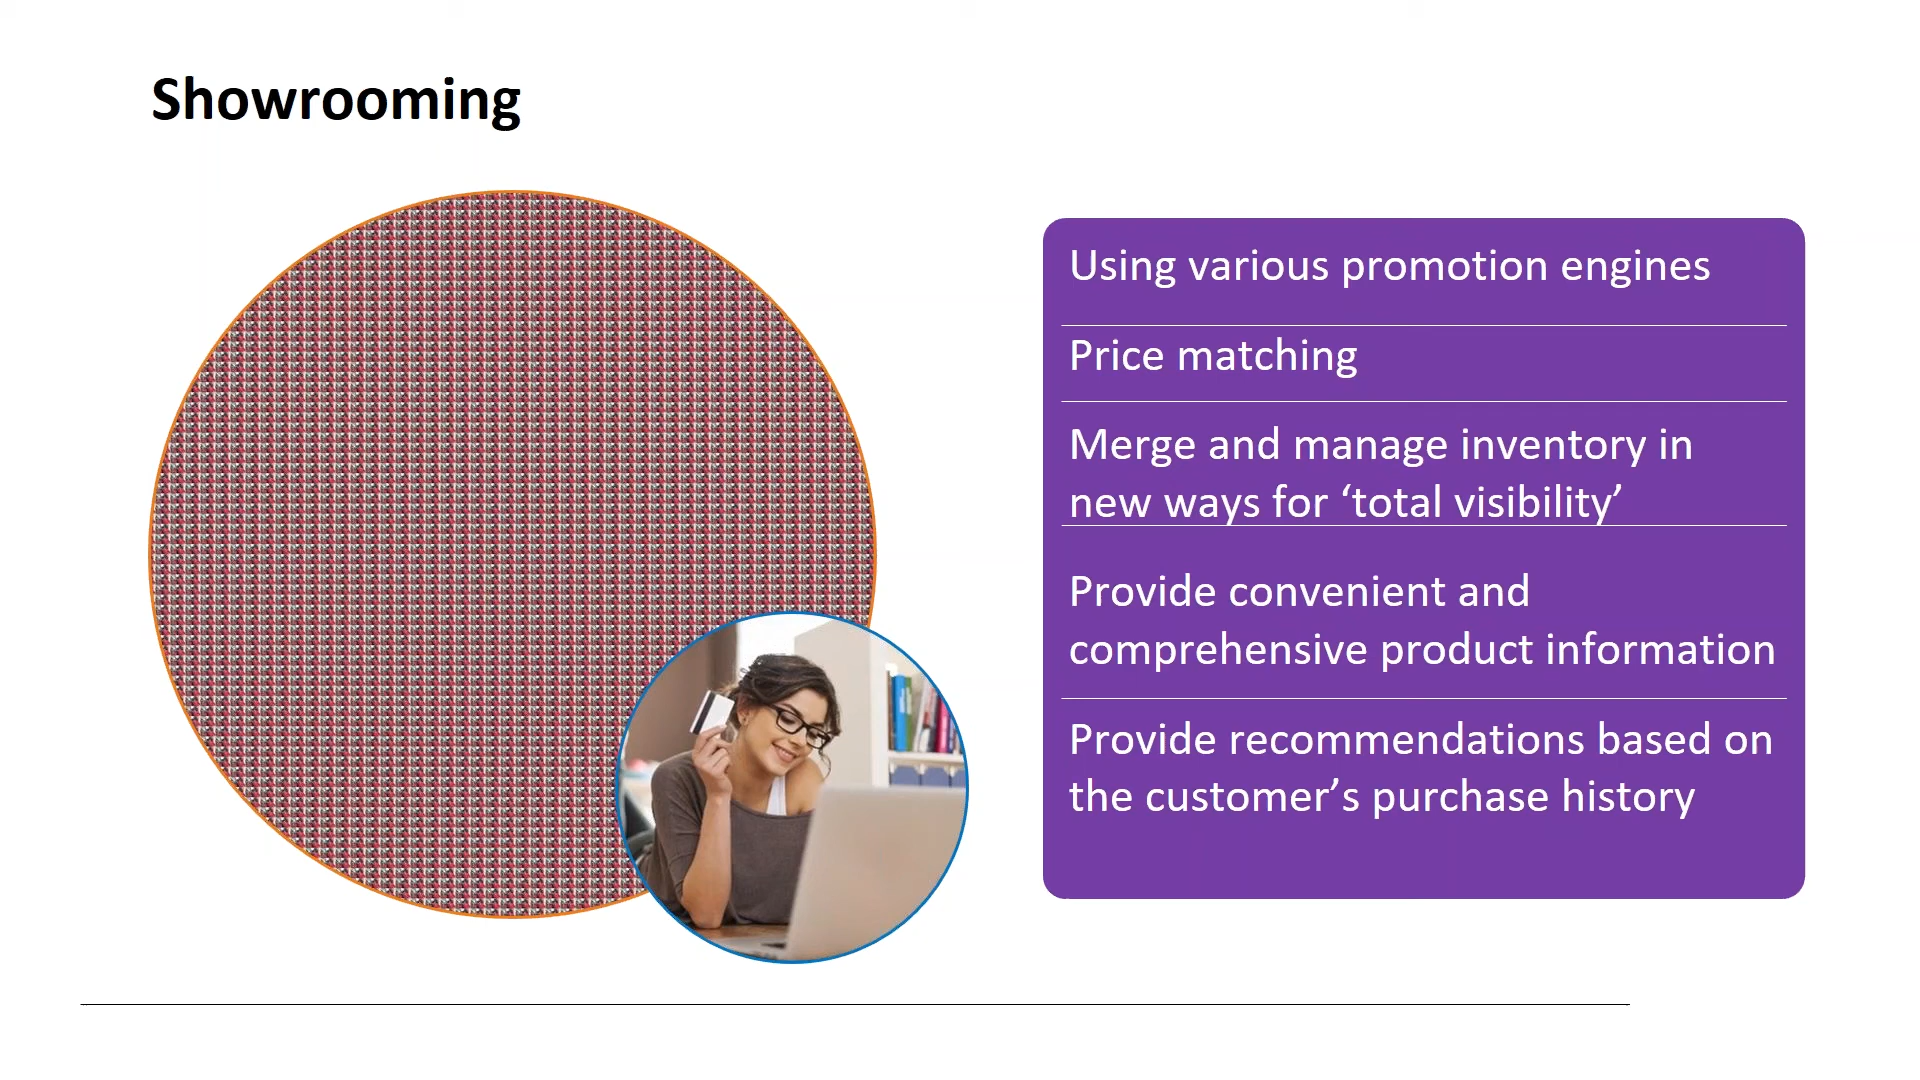 Showrooming
Using various promotion engines
Price matching
Merge and manage inventory in
new ways for ‘total visibility’
Provide convenient and
comprehensive product information
Provide recommendations based on
the customer’s purchase history